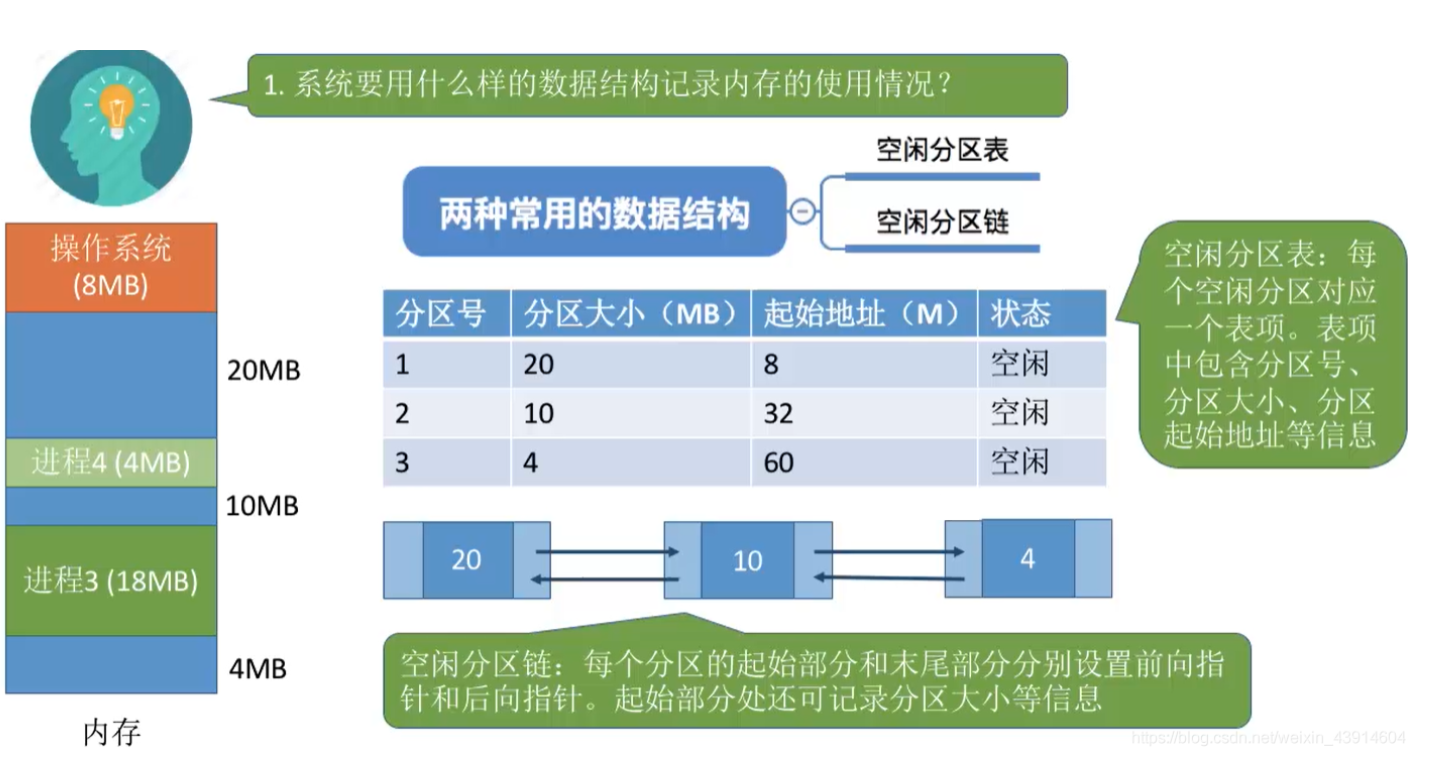 1. 系统要用什么样的数据结构记录内存的使用情况？
空闲分区表
两种常用的数据结构
空闲分区链
操作系统
(8MB)
20MB
进程4 (4MB)
10MB
进程3 (18MB)
4MB
内存
分区号 分区大小（MB） 起始地址（M） 状态
1 20 8 空闲
2 10 32 空闲
3 4 60 空闲
空闲分区表：每
个空闲分区对应
一个表项。表项
中包含分区号、
分区大小、分区
起始地址等信息
20 10 4
空闲分区链：每个分区的起始部分和末尾部分分别设置前向指
针和后向指针。起始部分处还可记录分区大小等信息
https://blog.csdn.net/weixin_43914604